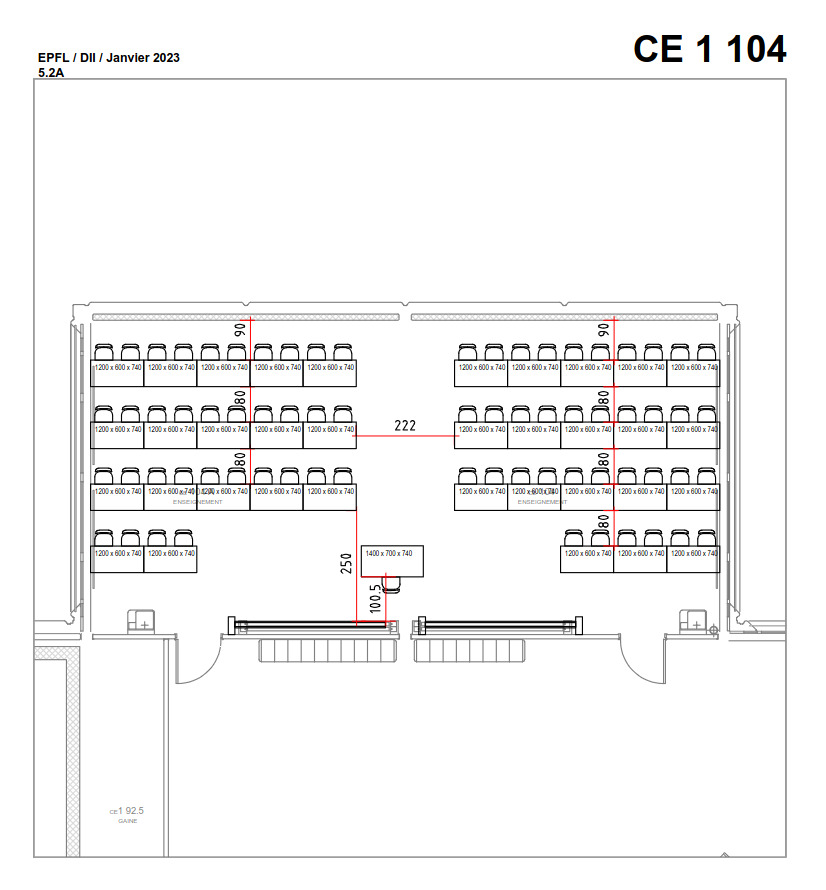 EPFL / DII / Janvier 2023
5.2A
CE 1 104
90
90
1200 x 600 x 740 1200 x 600 x 740 1200 x 600 x 740 1200 x 600 x 740 1200 x 600 x 740
1200 x 600 x 740 1200 x 600 x 740 1200 x 600 x 740 1200 x 600 x 740 1200 x 600 x 740
80
80
222
1200 x 600 x 740 1200 x 600 x 740 1200 x 600 x 740 1200 x 600 x 740 1200 x 600 x 740
1200 x 600 x 740 1200 x 600 x 740 1200 x 600 x 740 1200 x 600 x 740 1200 x 600 x 740
80
80
1200 x 600 x 740 1200 x 600 x 740 1200 x 600 x 740 1200 x 600 x 740 1200 x 600 x 740
1200 x 600 x 740 1200 x 600 x 740 1200 x 600 x 740 1200 x 600 x 740 1200 x 600 x 740
ENSEIGNEMENT
ENSEIGNEMENT
80
1200 x 600 x 740 1200 x 600 x 740
250
1400 x 700 x 740
1200 x 600 x 740 1200 x 600 x 740 1200 x 600 x 740
100.5
CE1 92.5
GAINE